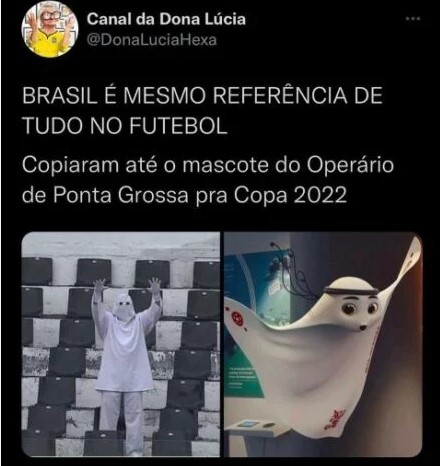 Canal da Dona Lúcia
@DonaLuciaHexa
BRASIL É MESMO REFERÊNCIA DE
TUDO NO FUTEBOL
Copiaram até o mascote do Operário
de Ponta Grossa pra Copa 2022